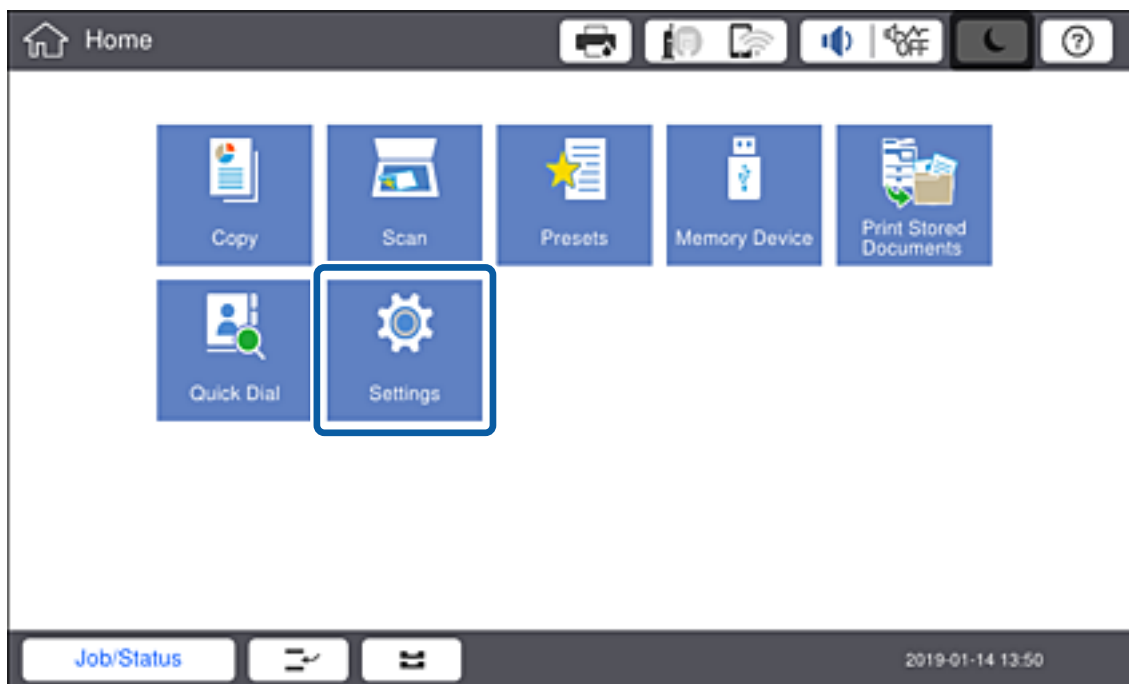 Home
OFF
?
Copy
Scan
Presets
Memory Device
Print Stored
Documents
Quick Dial
Settings
Job/Status
2019-01-14 13:50